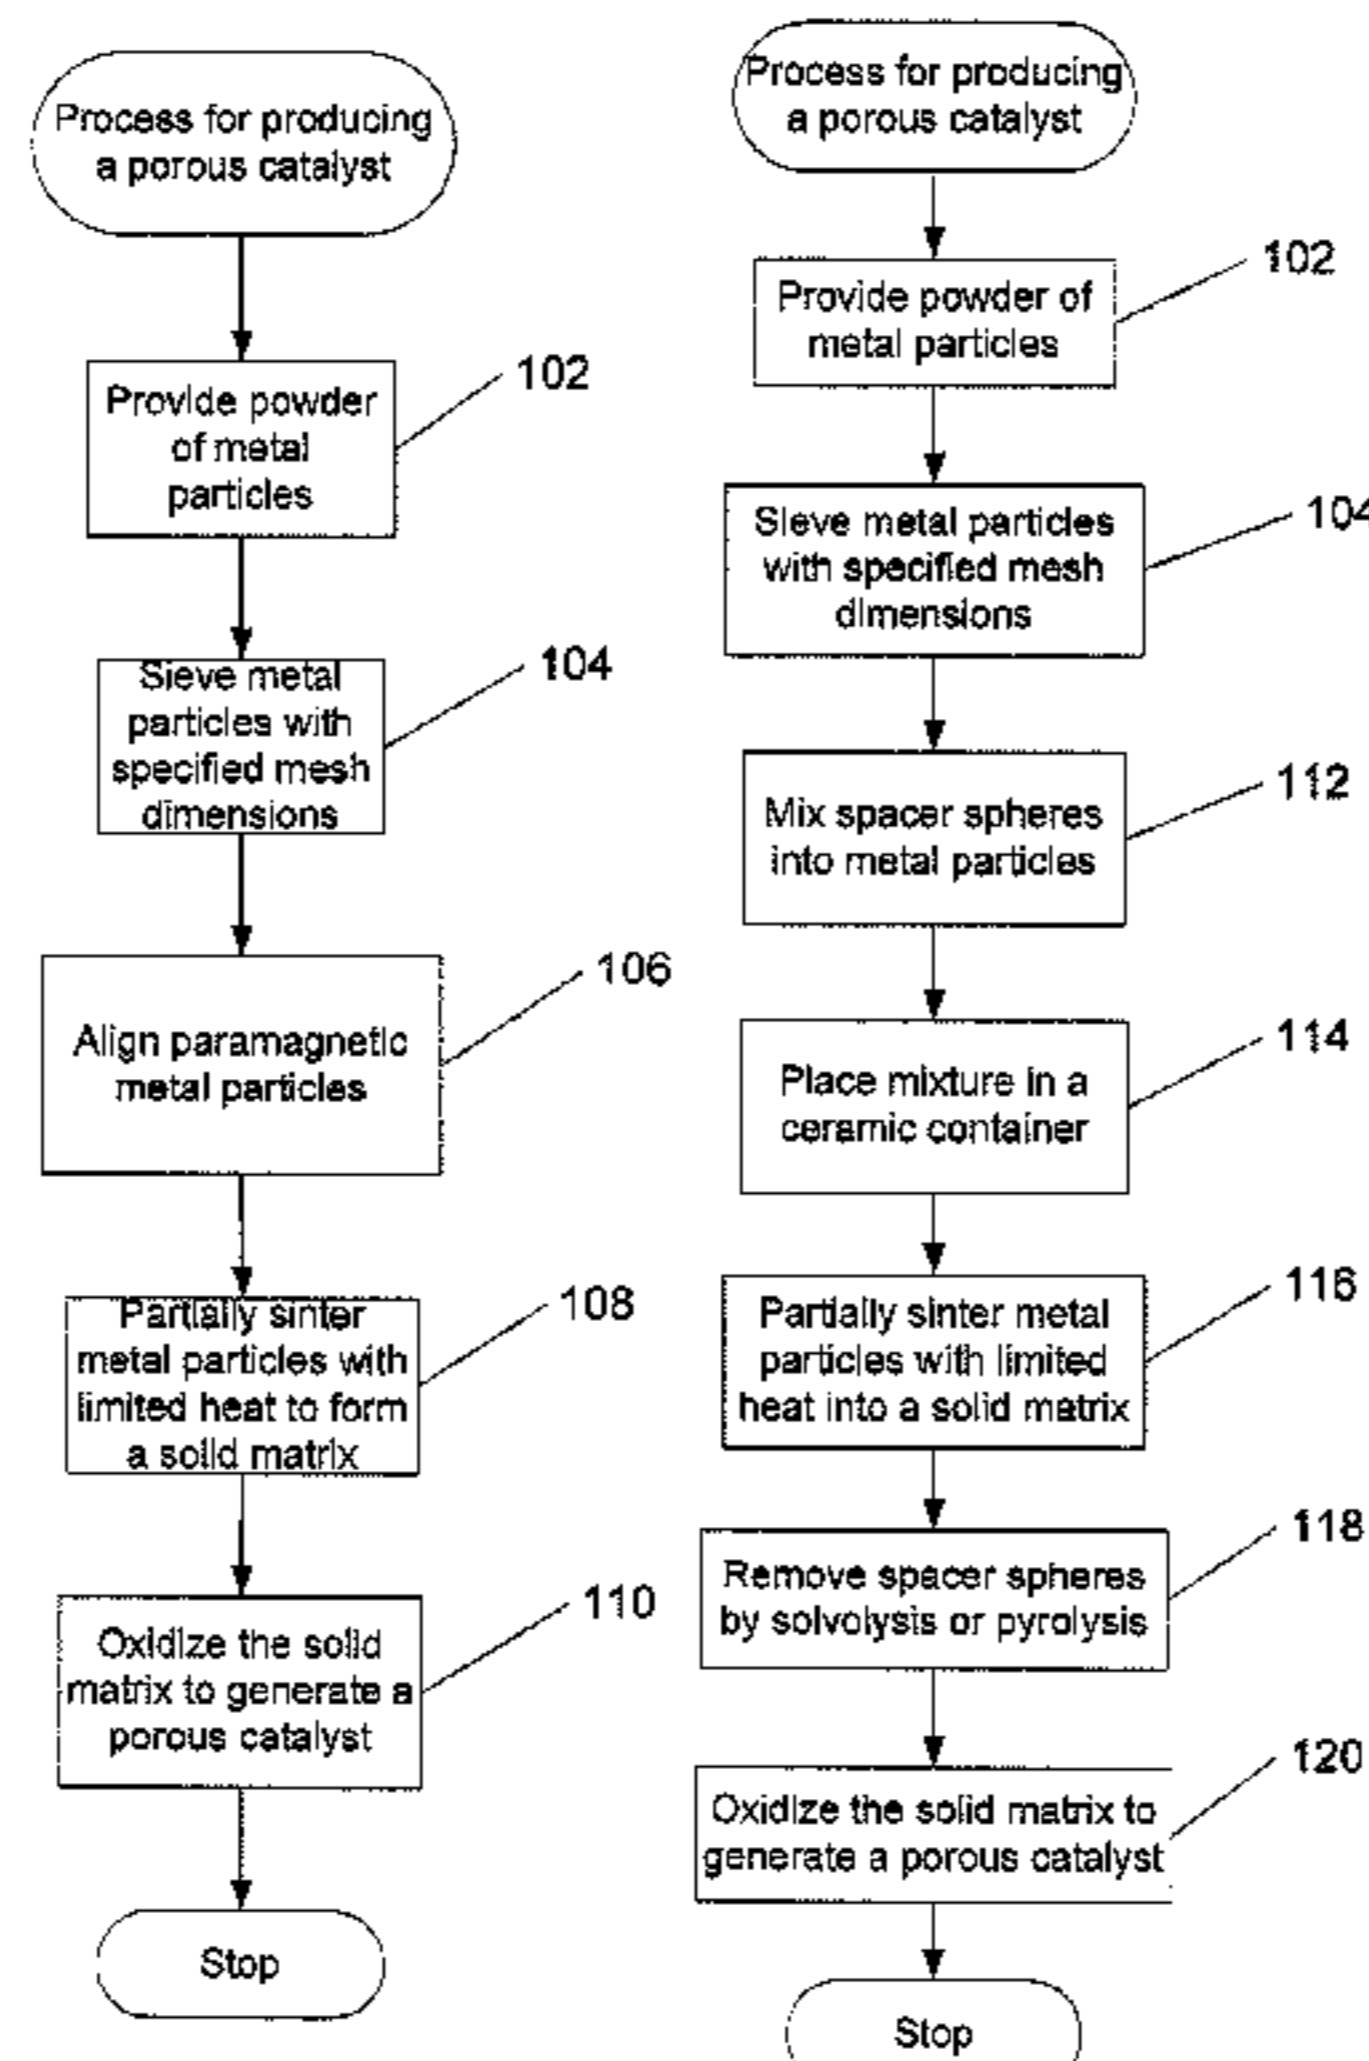 Process for producing
a porous catalyst
Provide powder
of metal
particles
102
Sieve metal
particles with
specified mesh
dimensions
104
Align paramagnetic
metal particles
106
Partially sinter
metal particles with
limited heat to form
a solid matrix
108
Oxidize the solid
matrix to generate a
porous catalyst
110
Stop
Process for producing
a porous catalyst
Provide powder of
metal particles
102
Sieve metal particles
with specified mesh
dimensions
104
Mix spacer spheres
into metal particles
112
Place mixture in a
ceramic container
114
Partially sinter metal
particles with limited
heat into a solid matrix
116
Remove spacer spheres
by solvolysis or pyrolysis
118
Oxidize the solid matrix to
generate a porous catalyst
120
Stop